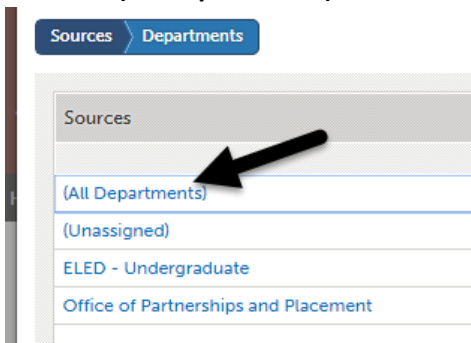 Sources Departments
Sources
(All Departments)
(Unassigned)
ELED - Undergraduate
Office of Partnerships and Placement